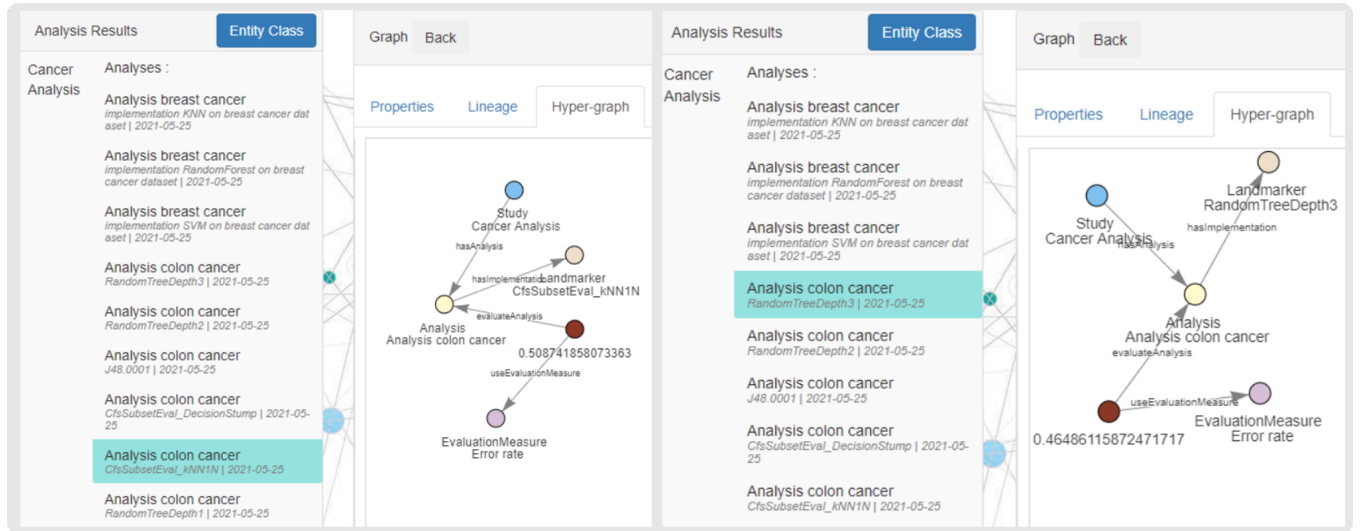 Analysis Results
Entity Class
Cancer
Analysis
Analyses :
Analysis breast cancer
implementation KNN on breast cancer dat
aset | 2021-05-25
Analysis breast cancer
implementation RandomForest on breast
cancer dataset | 2021-05-25
Analysis breast cancer
implementation SVM on breast cancer dat
aset | 2021-05-25
Analysis colon cancer
RandomTreeDepth3 | 2021-05-25
Analysis colon cancer
RandomTreeDepth2 | 2021-05-25
Analysis colon cancer
J48.0001 | 2021-05-25
Analysis colon cancer
CfsSubsetEval_DecisionStump | 2021-05-
25
Analysis colon cancer
CfsSubsetEval_kNN1N | 2021-05-25
Analysis colon cancer
RandomTreeDepth1 | 2021-05-25
Graph Back
Properties Lineage Hyper-graph
Study
Cancer Analysis
hasAnalysis
hasImplementation
Landmarker
CfsSubsetEval_kNN1N
Analysis
Analysis colon cancer
evaluateAnalysis
0.508741858073363
useEvaluationMeasure
EvaluationMeasure
Error rate
Analysis Results
Entity Class
Cancer
Analysis
Analyses :
Analysis breast cancer
implementation KNN on breast cancer dat
aset | 2021-05-25
Analysis breast cancer
implementation RandomForest on breast
cancer dataset | 2021-05-25
Analysis breast cancer
implementation SVM on breast cancer dat
aset | 2021-05-25
Analysis colon cancer
RandomTreeDepth3 | 2021-05-25
Analysis colon cancer
RandomTreeDepth2 | 2021-05-25
Analysis colon cancer
J48.0001 | 2021-05-25
Analysis colon cancer
CfsSubsetEval_DecisionStump | 2021-05-
25
Analysis colon cancer
CfsSubsetEval_kNN1N | 2021-05-25
Graph Back
Properties Lineage Hyper-graph
Landmarker
RandomTreeDepth3
Study
Cancer Analysis
hasAnalysis
hasImplementation
Analysis
Analysis colon cancer
evaluateAnalysis
useEvaluationMeasure
0.46486115872471717
EvaluationMeasure
Error rate